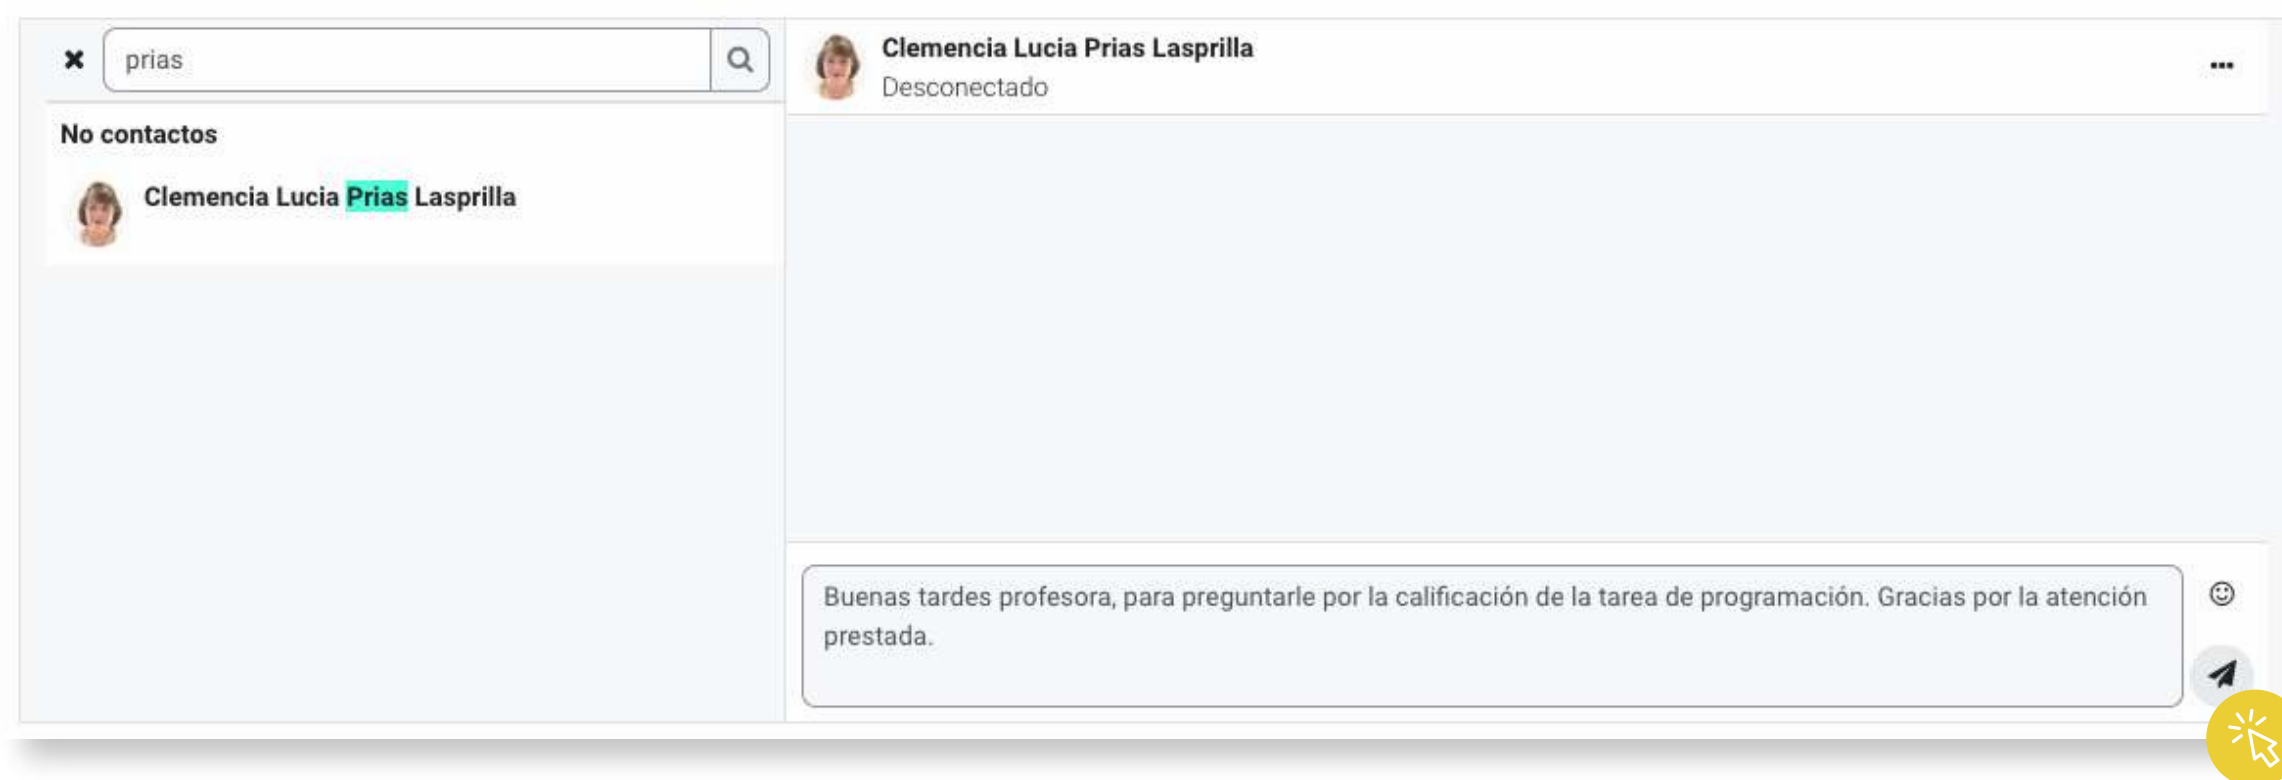 prias
No contactos
Clemencia Lucia Prias Lasprilla
Clemencia Lucia Prias Lasprilla
Desconectado
Buenas tardes profesora, para preguntarle por la calificación de la tarea de programación. Gracias por la atención
prestada.